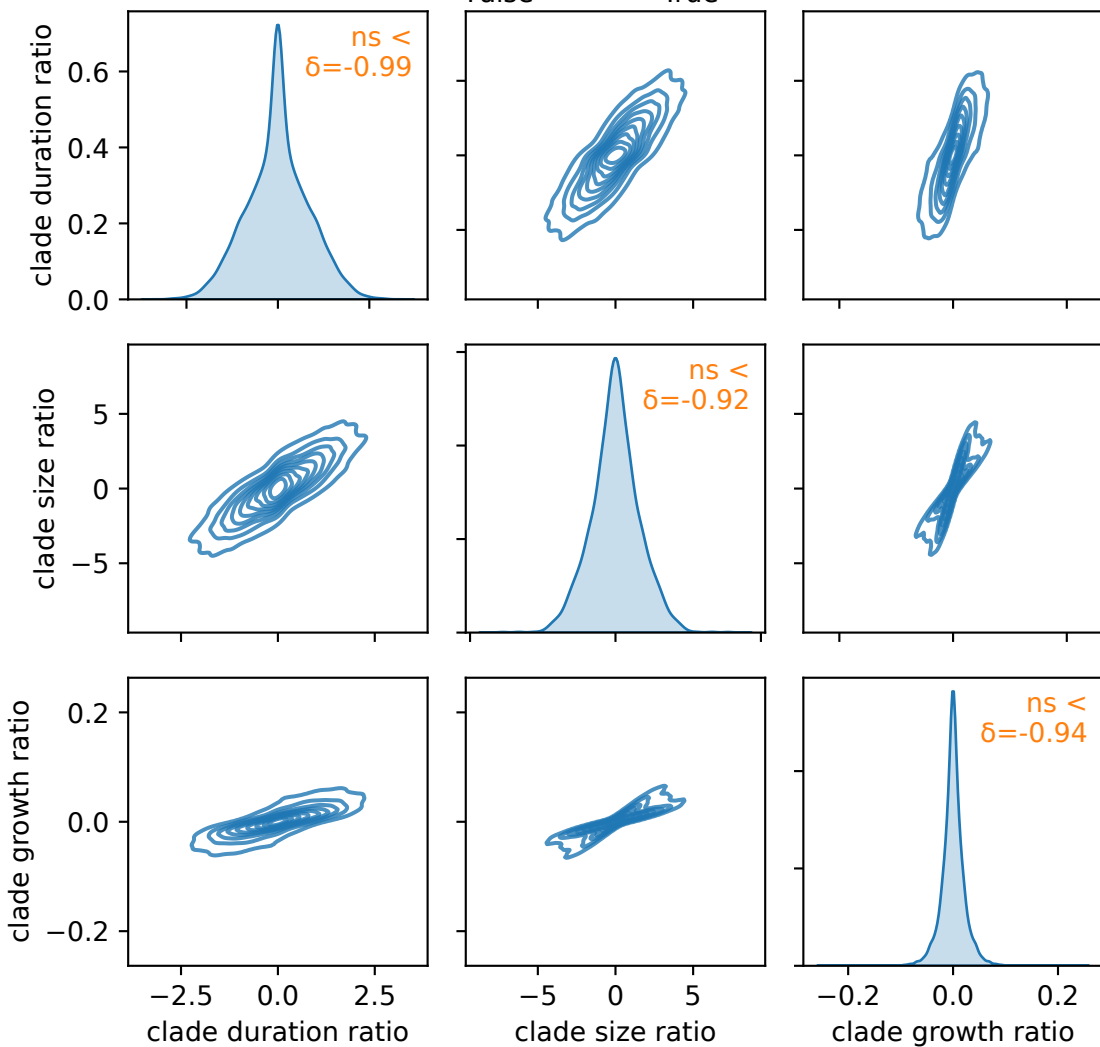 clade duration ratio
0.6
0.4
0.2
0.0
ns <
δ=-0.99
clade size ratio
5
0
−5
ns <
δ=-0.92
clade growth ratio
0.2
0.0
−0.2
ns <
δ=-0.94
−2.5 0.0 2.5
−5 0 5
−0.2 0.0 0.2
clade duration ratio
clade size ratio
clade growth ratio